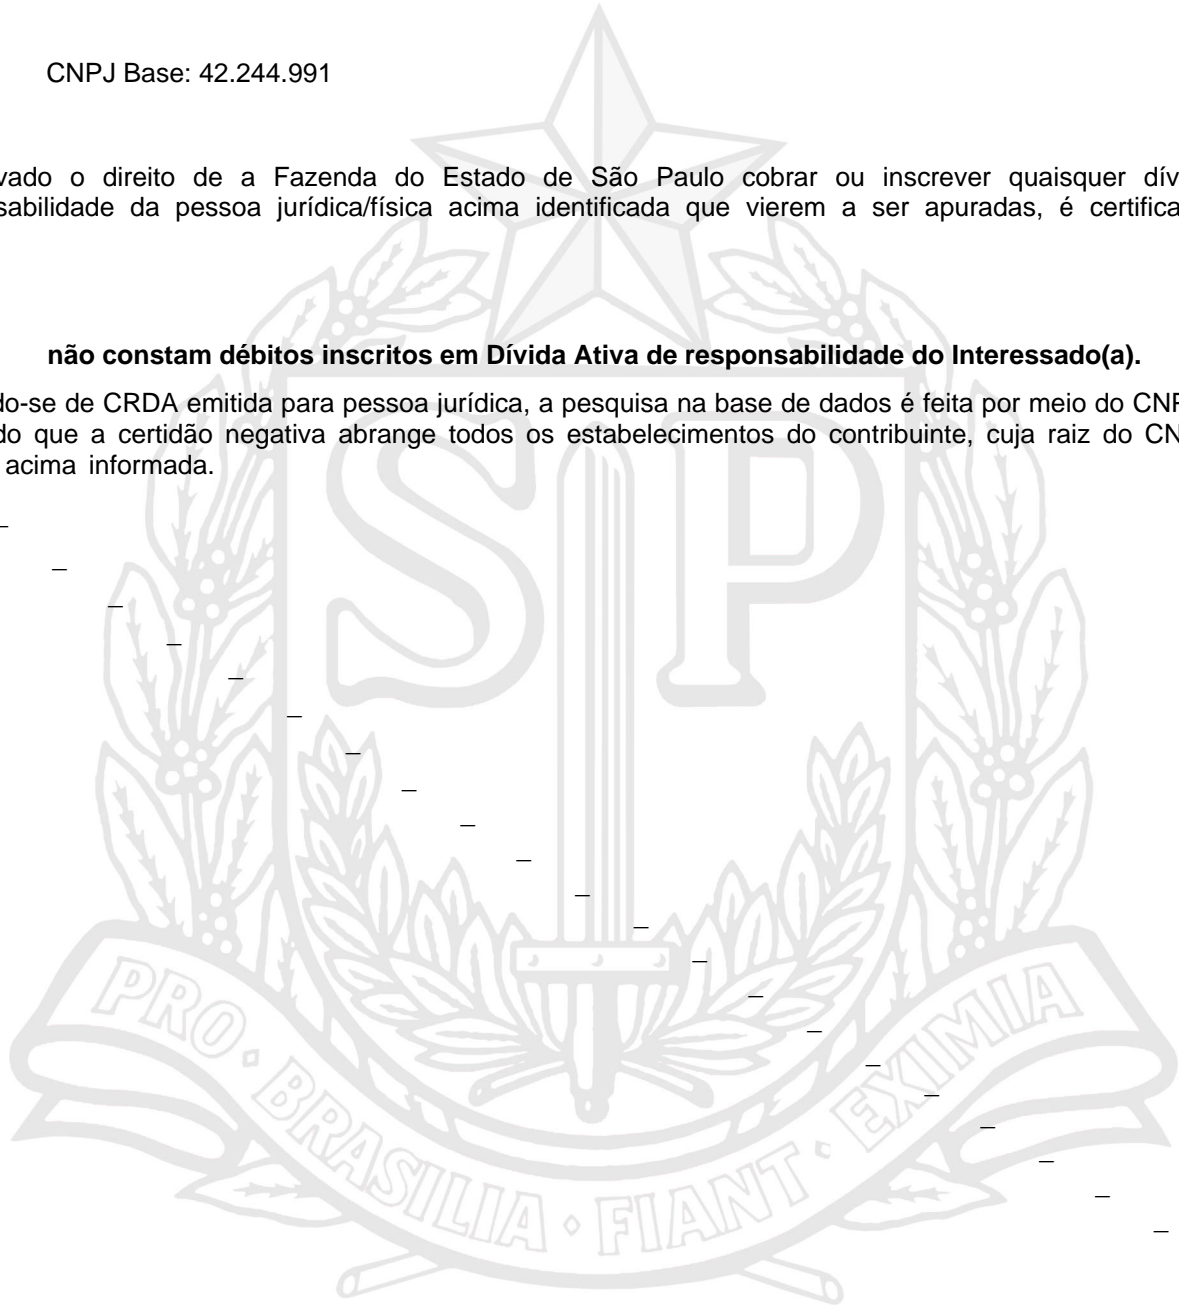 CNPJ Base: 42.244.991
vado o direito de a Fazenda do Estado de São Paulo cobrar ou inscrever quaisquer dív
sabilidade da pessoa jurídica/física acima identificada que vierem a ser apuradas, é certifica
não constam débitos inscritos em Dívida Ativa de responsabilidade do Interessado(a).
do-se de CRDA emitida para pessoa jurídica, a pesquisa na base de dados é feita por meio do CNP
do que a certidão negativa abrange todos os estabelecimentos do contribuinte, cuja raiz do CN
acima informada.
SP
PRO · BRASILIA · FIANT · EXIMIA